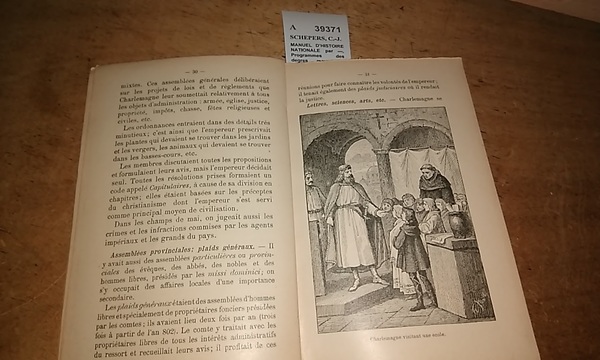 A 39371
SCHEPERS, C.-J.
MANUEL D'HISTOIRE
NATIONALE par —.
Programmes des
degrés
— 30 —
mixtes. Ces assemblées générales délibéraient
sur les projets de lois et de règlements que
Charlemagne leur soumettait relativement à tous
les objets d'administration : armée, église, justice,
propriété, impôts, chasse, fêtes religieuses et
civiles, etc.
Les ordonnances entraient dans des détails très
minutieux; c'est ainsi que l'empereur prescrivait
les plantes qui devaient se trouver dans les jardins
et les vergers, les animaux qui devaient se trouver
dans les basses-cours, etc.
Les membres discutaient toutes les propositions
et formulaient leurs avis, mais l'empereur décidait
seul. Toutes les résolutions prises formaient un
code appelé Capitulaires, à cause de sa division en
chapitres; elles étaient basées sur les préceptes
du christianisme dont l'empereur s'est servi
comme principal moyen de civilisation.
Dans les champs de mai, on jugeait aussi les
crimes et les infractions commises par les agents
impériaux et les grands du pays.
Assemblées provinciales: plaids généraux. — Il
y avait aussi des assemblées particulières ou provin-
ciales des évêques, des abbés, des nobles et des
hommes libres, présidés par les missi dominici; on
s'y occupait des affaires locales d'une importance
secondaire.
Les plaids généraux étaient des assemblées d'hommes
libres et spécialement de propriétaires fonciers présidées
par les comtes; ils avaient lieu deux fois par an (trois
fois à partir de l'an 802). Le comte y traitait avec les
propriétaires libres de tous les intérêts administratifs
du ressort et recueillait leurs avis; il profitait de ces
— 31 —
réunions pour faire connaître les volontés de l'empereur,
il tenait également des plaids judiciaires où il rendait
la justice.
Lettres, sciences, arts, etc. — Charlemagne se
Charlemagne visitant une école.